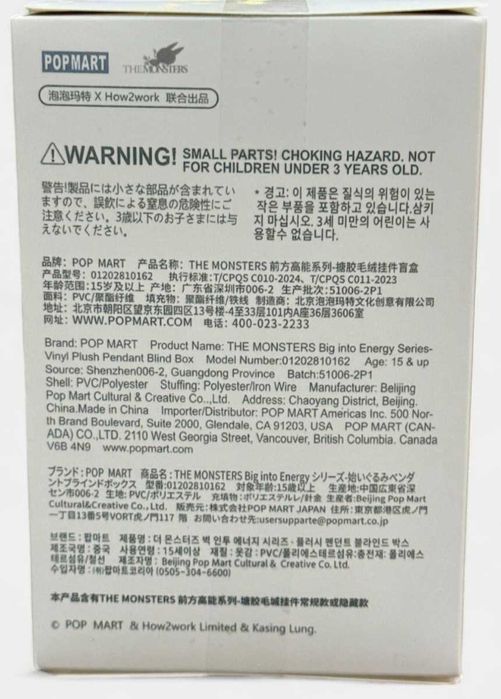 POP MART
THE MONSTERS
泡泡玛特 X How2work 联合出品
WARNING! SMALL PARTS! CHOKING HAZARD. NOT
FOR CHILDREN UNDER 3 YEARS OLD.
警告!製品には小さな部品が含まれてい
ますので、誤飲による窒息の危険性にご
注意ください。3歳以下のお子さまには与
えないでください。
* 경고: 이 제품은 질식의 위험이 있는
작은 부품을 포함하고 있습니다.삼키
지 마십시오. 3세 미만의 어린이는 사
용할수 없습니다.
品牌：POP MART 产品名称：THE MONSTERS 前方高能系列-搪胶毛绒挂件盲盒
产品型号：01202810162 执行标准:T/CPQS C010-2024、T/CPQS C011-2023
年龄范围:15岁及以上 产地：广东省深圳市006-2 生产批次:51006-2P1
面料：PVC/聚酯纤维 填充物：聚酯纤维/铁线 制造商：北京泡泡玛特文化创意有限公司
地址：北京市朝阳区望京东园四区1号楼-4至33层101内A座36层3606室
网址：WWW.POPMART.COM 电话：400-023-2233
Brand: POP MART Product Name: THE MONSTERS Big into Energy Series-
Vinyl Plush Pendant Blind Box Model Number:01202810162 Age: 15 & up
Source: Shenzhen006-2, Guangdong Province Batch:51006-2P1
Shell: PVC/Polyester Stuffing: Polyester/Iron Wire Manufacturer: Beijing
Pop Mart Cultural & Creative Co.,Ltd. Address: Chaoyang District, Beijing,
China.Made in China Importer/Distributor: POP MART Americas Inc. 500 Nor-
th Brand Boulevard, Suite 2000, Glendale, CA 91203, USA POP MART (CAN-
ADA) CO.,LTD. 2110 West Georgia Street, Vancouver, British Columbia. Canada
V6B 4N9 www.popmart.com
ブランド：POP MART 商品名：THE MONSTERS Big into Energy シリーズ-始いぐるみペンダ
ントブラインドボックス 型番:01202810162 対象年齢:15歳以上 生産地:中国広東省深
セン市006-2 生地: PVC/ポリエステル 充填物：ポリエステル/針金 生産者:Beijing Pop Mart
Cultural&Creative Co.,Ltd. 販売元：株式会社POP MART JAPAN 住所：東京都港区虎ノ門
一丁目13番5号VORT虎ノ門117 階 お問い合わせ先:usersupparte@popmart.co.jp
브랜드：팝마트 제품명：더 몬스터즈 빅 인투 에너지 시리즈 - 플러시 펜던트 블라인드 박스
제조국명：중국 사용연령：15세이상 재질：옷감：PVC/폴리에스테르섬유:충전재: 폴리에스
테르섬유/철선 제조자명：Beijing Pop Mart Cultural & Creative Co. Ltd.
수입자명：(주)팝마트코리아 (0505-304-6600)
本产品含有THE MONSTERS 前方高能系列-搪胶毛绒挂件常规款或隐藏款
© POP MART & How2work Limited & Kasing Lung.